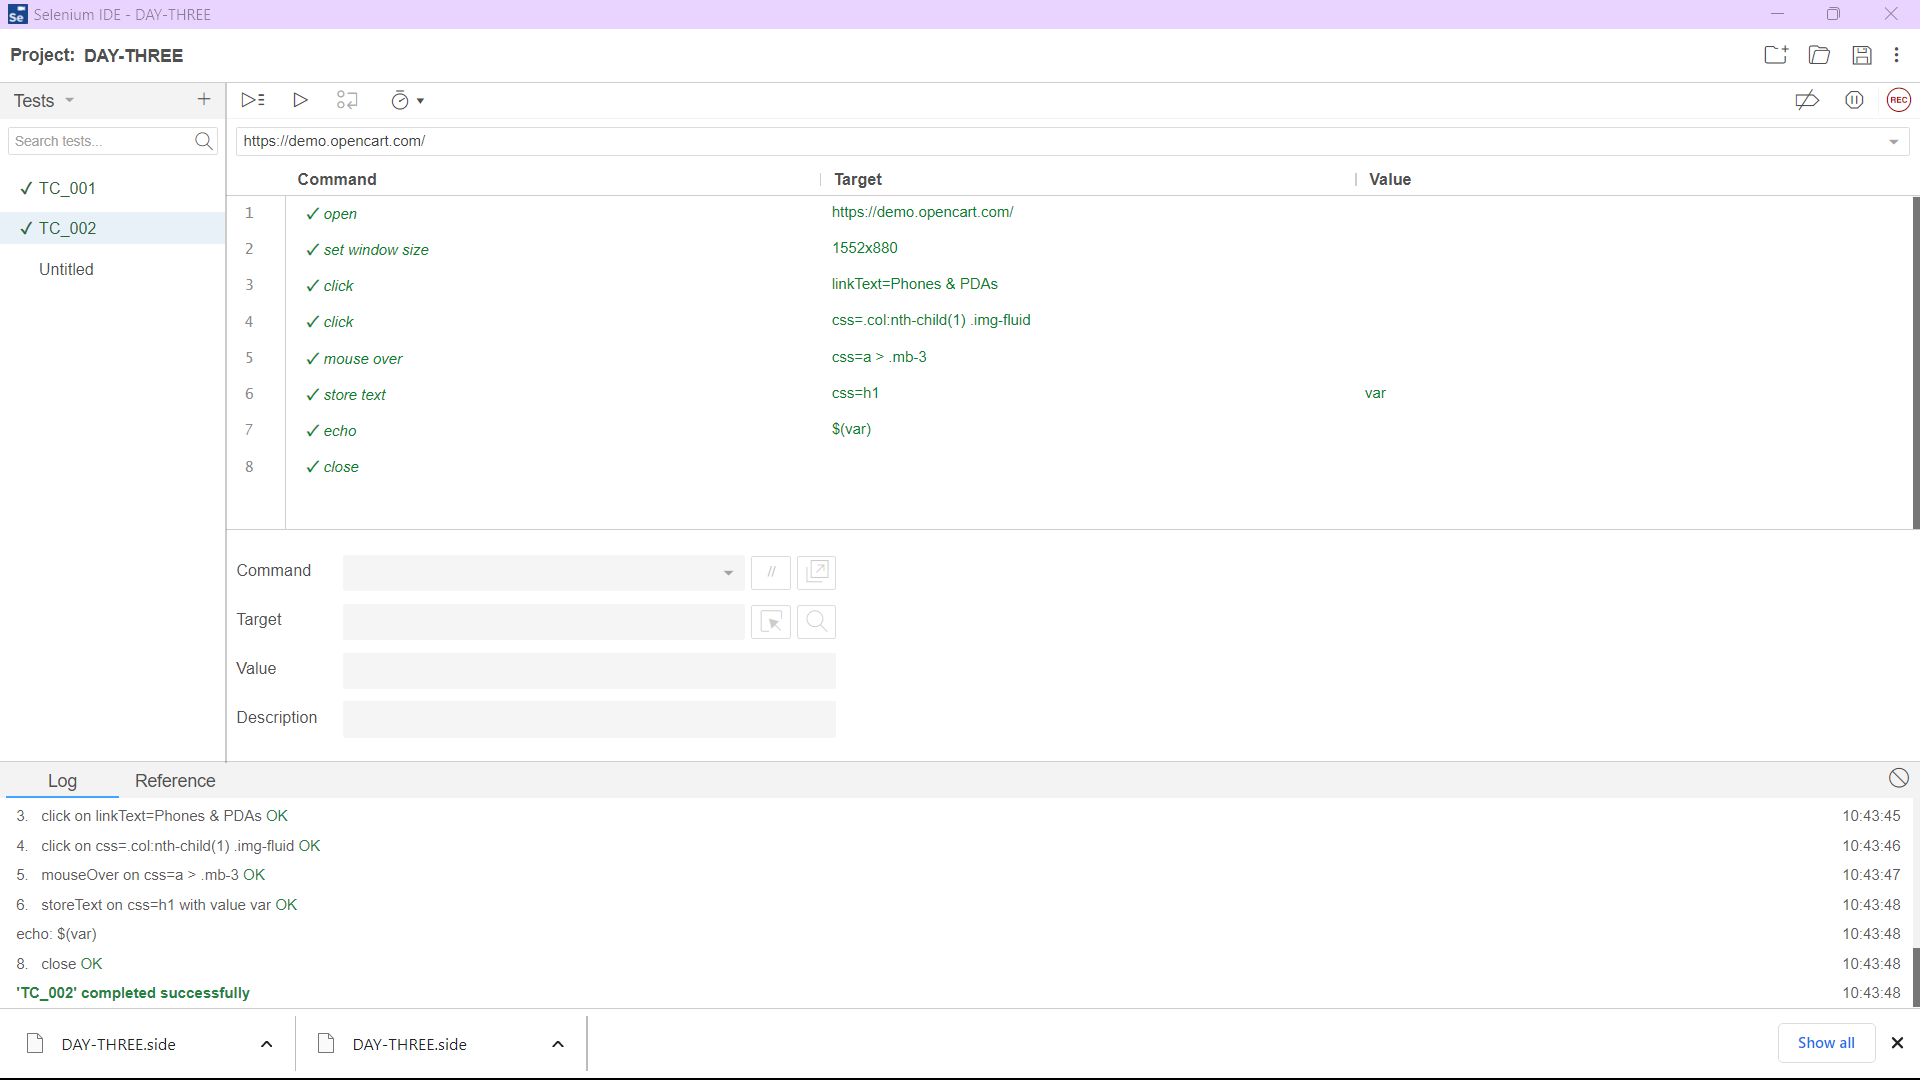 Selenium IDE - DAY-THREE
Project: DAY-THREE
Tests
Search tests...
✓ TC_001
✓ TC_002
Untitled
REC
https://demo.opencart.com/
Command Target Value
1 ✓ open https://demo.opencart.com/
2 ✓ set window size 1552x880
3 ✓ click linkText=Phones & PDAs
4 ✓ click css=.col:nth-child(1) .img-fluid
5 ✓ mouse over css=a > .mb-3
6 ✓ store text css=h1 var
7 ✓ echo $(var)
8 ✓ close
Command //
Target
Value
Description
Log Reference
3. click on linkText=Phones & PDAs OK 10:43:45
4. click on css=.col:nth-child(1) .img-fluid OK 10:43:46
5. mouseOver on css=a > .mb-3 OK 10:43:47
6. storeText on css=h1 with value var OK 10:43:48
echo: $(var) 10:43:48
8. close OK 10:43:48
'TC_002' completed successfully 10:43:48
DAY-THREE.side DAY-THREE.side Show all